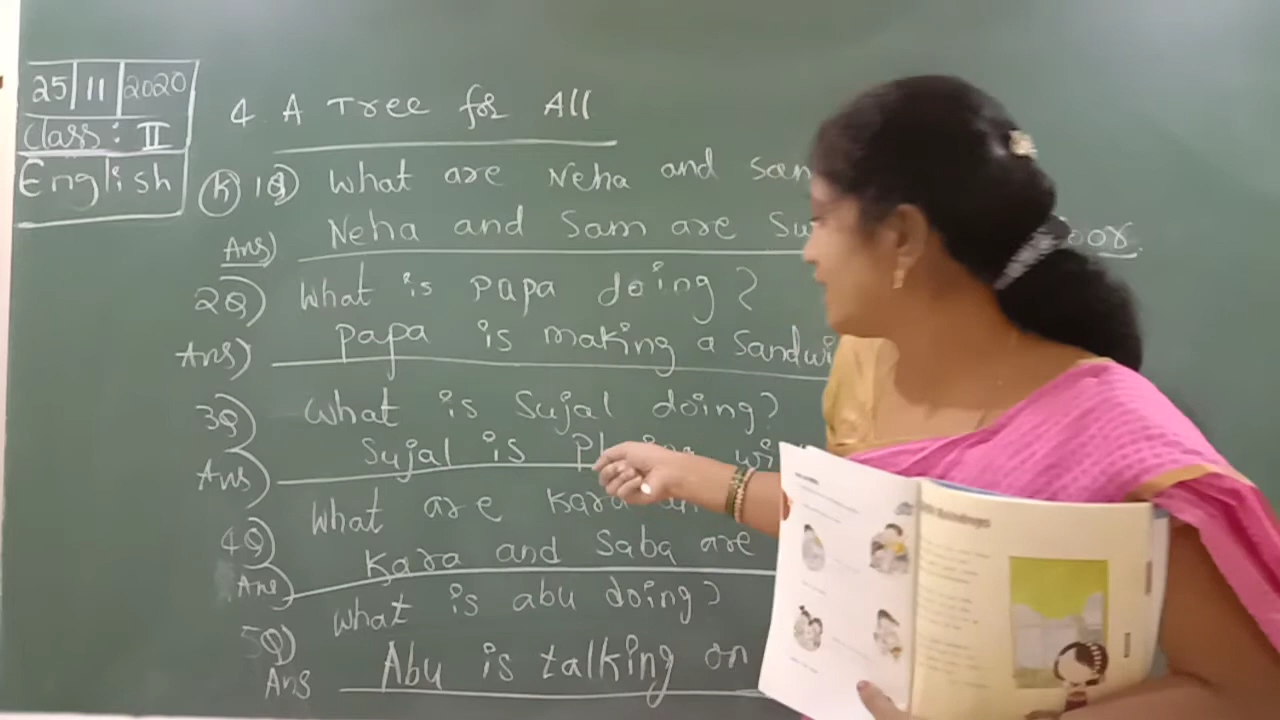 25 11 2020
Class: II
English
4 A Tree for All
K 1Q) What are Neha and Sam
Ans) Neha and Sam are
2Q) What is papa doing?
Ans) papa is making a
3Q) What is Sujal doing?
Ans) Sujal is
4Q) What are Kara
Ans) Kara and Saba are
5Q) What is abu doing?
Ans Abu is talking on